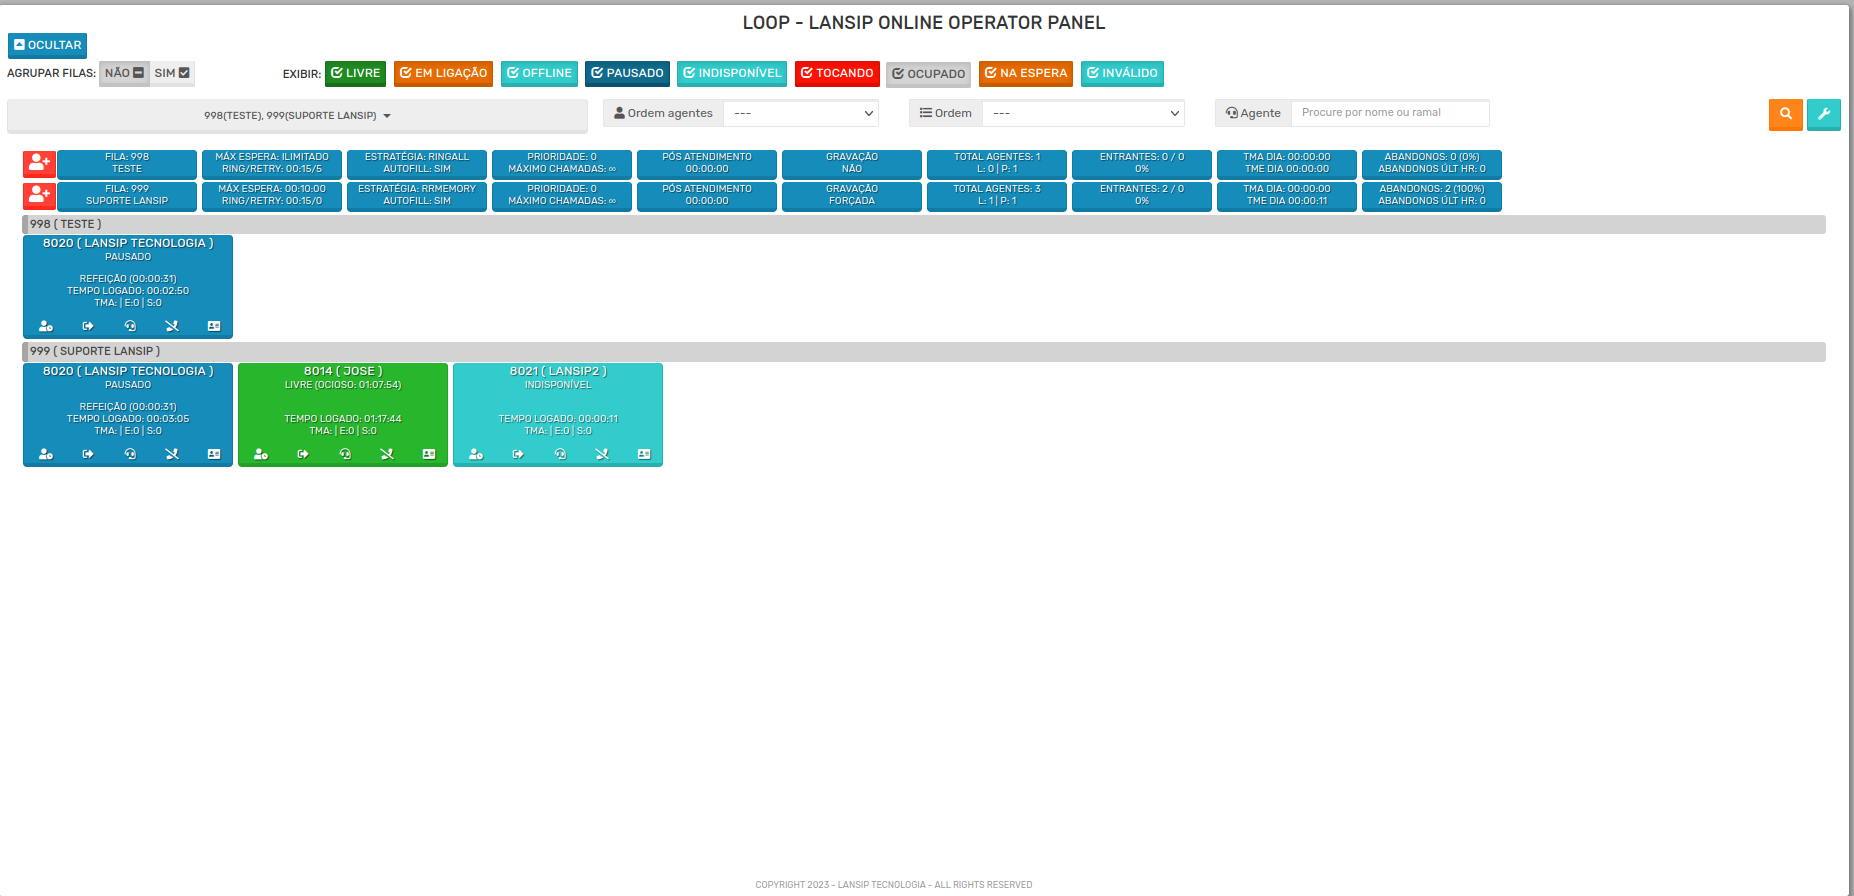 LOOP - LANSIP ONLINE OPERATOR PANEL
OCULTAR
AGRUPAR FILAS: NÃO SIM EXIBIR: LIVRE EM LIGAÇÃO OFFLINE PAUSADO INDISPONÍVEL TOCANDO OCUPADO NA ESPERA INVÁLIDO
998(TESTE), 999(SUPORTE LANSIP) Ordem agentes --- Ordem --- Agente Procure por nome ou ramal
FILA: 998 MÁX ESPERA: ILIMITADO ESTRATÉGIA: RINGALL PRIORIDADE: 0 PÓS ATENDIMENTO GRAVAÇÃO TOTAL AGENTES: 1 ENTRANTES: 0 / 0 TMA DIA: 00:00:00 ABANDONOS: 0 (0%)
TESTE RING/RETRY: 00:15/5 AUTOFILL: SIM MÁXIMO CHAMADAS: ∞ 00:00:00 NÃO L: 0 | P: 1 0% TME DIA 00:00:00 ABANDONOS ÚLT HR: 0
FILA: 999 MÁX ESPERA: 00:10:00 ESTRATÉGIA: RRMEMORY PRIORIDADE: 0 PÓS ATENDIMENTO GRAVAÇÃO TOTAL AGENTES: 3 ENTRANTES: 2 / 0 TMA DIA: 00:00:00 ABANDONOS: 2 (100%)
SUPORTE LANSIP RING/RETRY: 00:15/0 AUTOFILL: SIM MÁXIMO CHAMADAS: ∞ 00:00:00 FORÇADA L: 1 | P: 1 0% TME DIA 00:00:11 ABANDONOS ÚLT HR: 0
998 ( TESTE )
8020 ( LANSIP TECNOLOGIA )
PAUSADO
REFEIÇÃO (00:00:31)
TEMPO LOGADO: 00:02:50
TMA: | E:0 | S:0
999 ( SUPORTE LANSIP )
8020 ( LANSIP TECNOLOGIA )
PAUSADO
REFEIÇÃO (00:00:31)
TEMPO LOGADO: 00:03:05
TMA: | E:0 | S:0
8014 ( JOSE )
LIVRE (OCIOSO: 01:07:54)
TEMPO LOGADO: 01:17:44
TMA: | E:0 | S:0
8021 ( LANSIP2 )
INDISPONÍVEL
TEMPO LOGADO: 00:00:11
TMA: | E:0 | S:0
COPYRIGHT 2023 - LANSIP TECNOLOGIA - ALL RIGHTS RESERVED